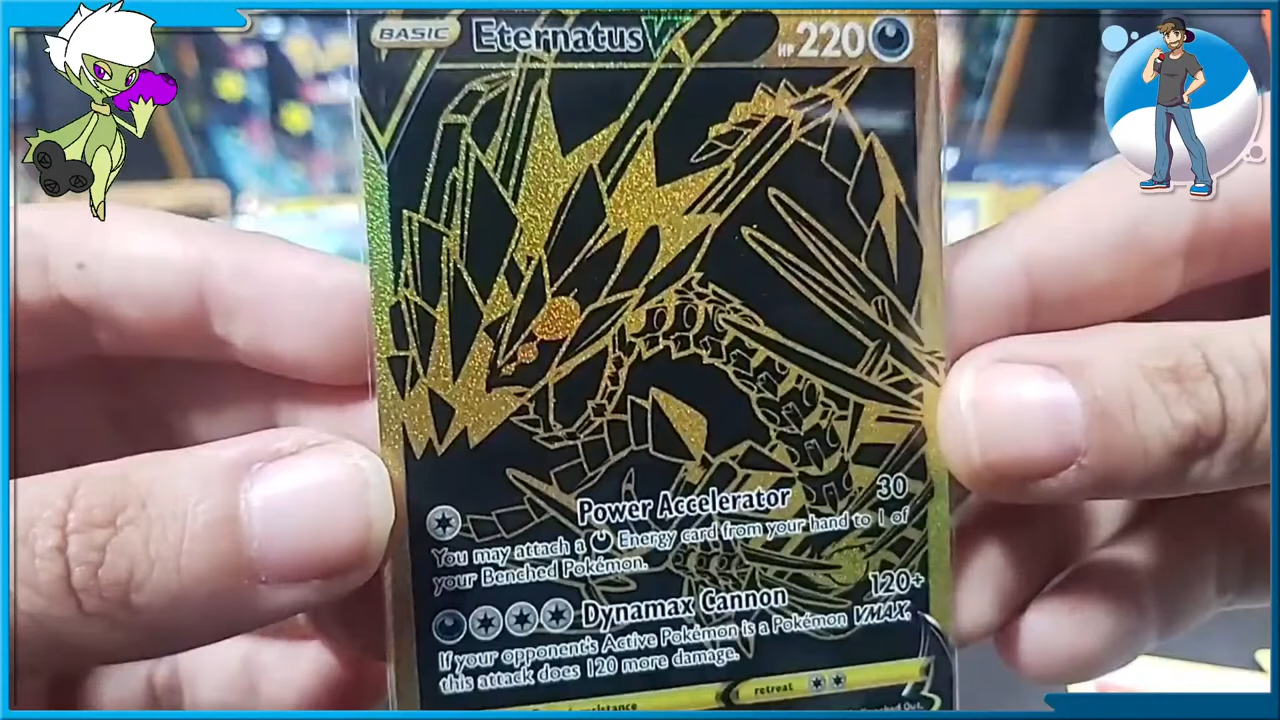 BASIC Eternatus V HP 220
Power Accelerator 30
You may attach a Energy card from your hand to 1 of
your Benched Pokémon.
Dynamax Cannon 120+
If your opponent's Active Pokémon is a Pokémon VMAX,
this attack does 120 more damage.
resistance retreat